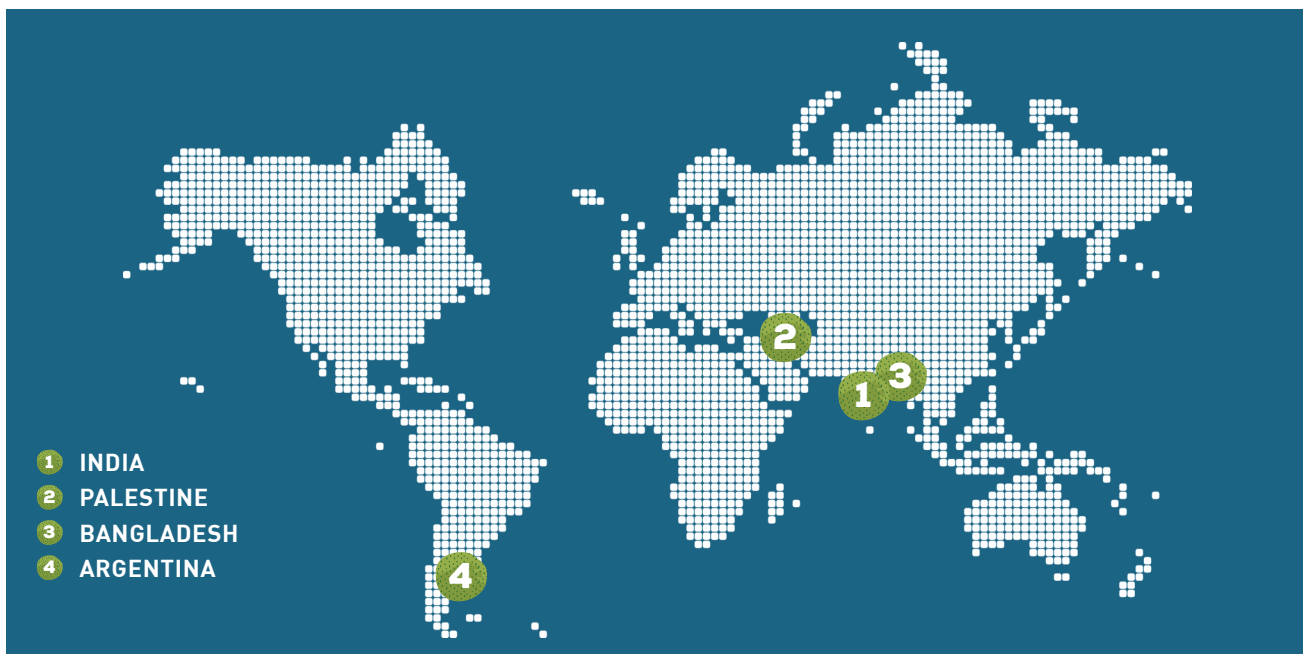 2
3
1
1 INDIA
2 PALESTINE
3 BANGLADESH
4 ARGENTINA
4